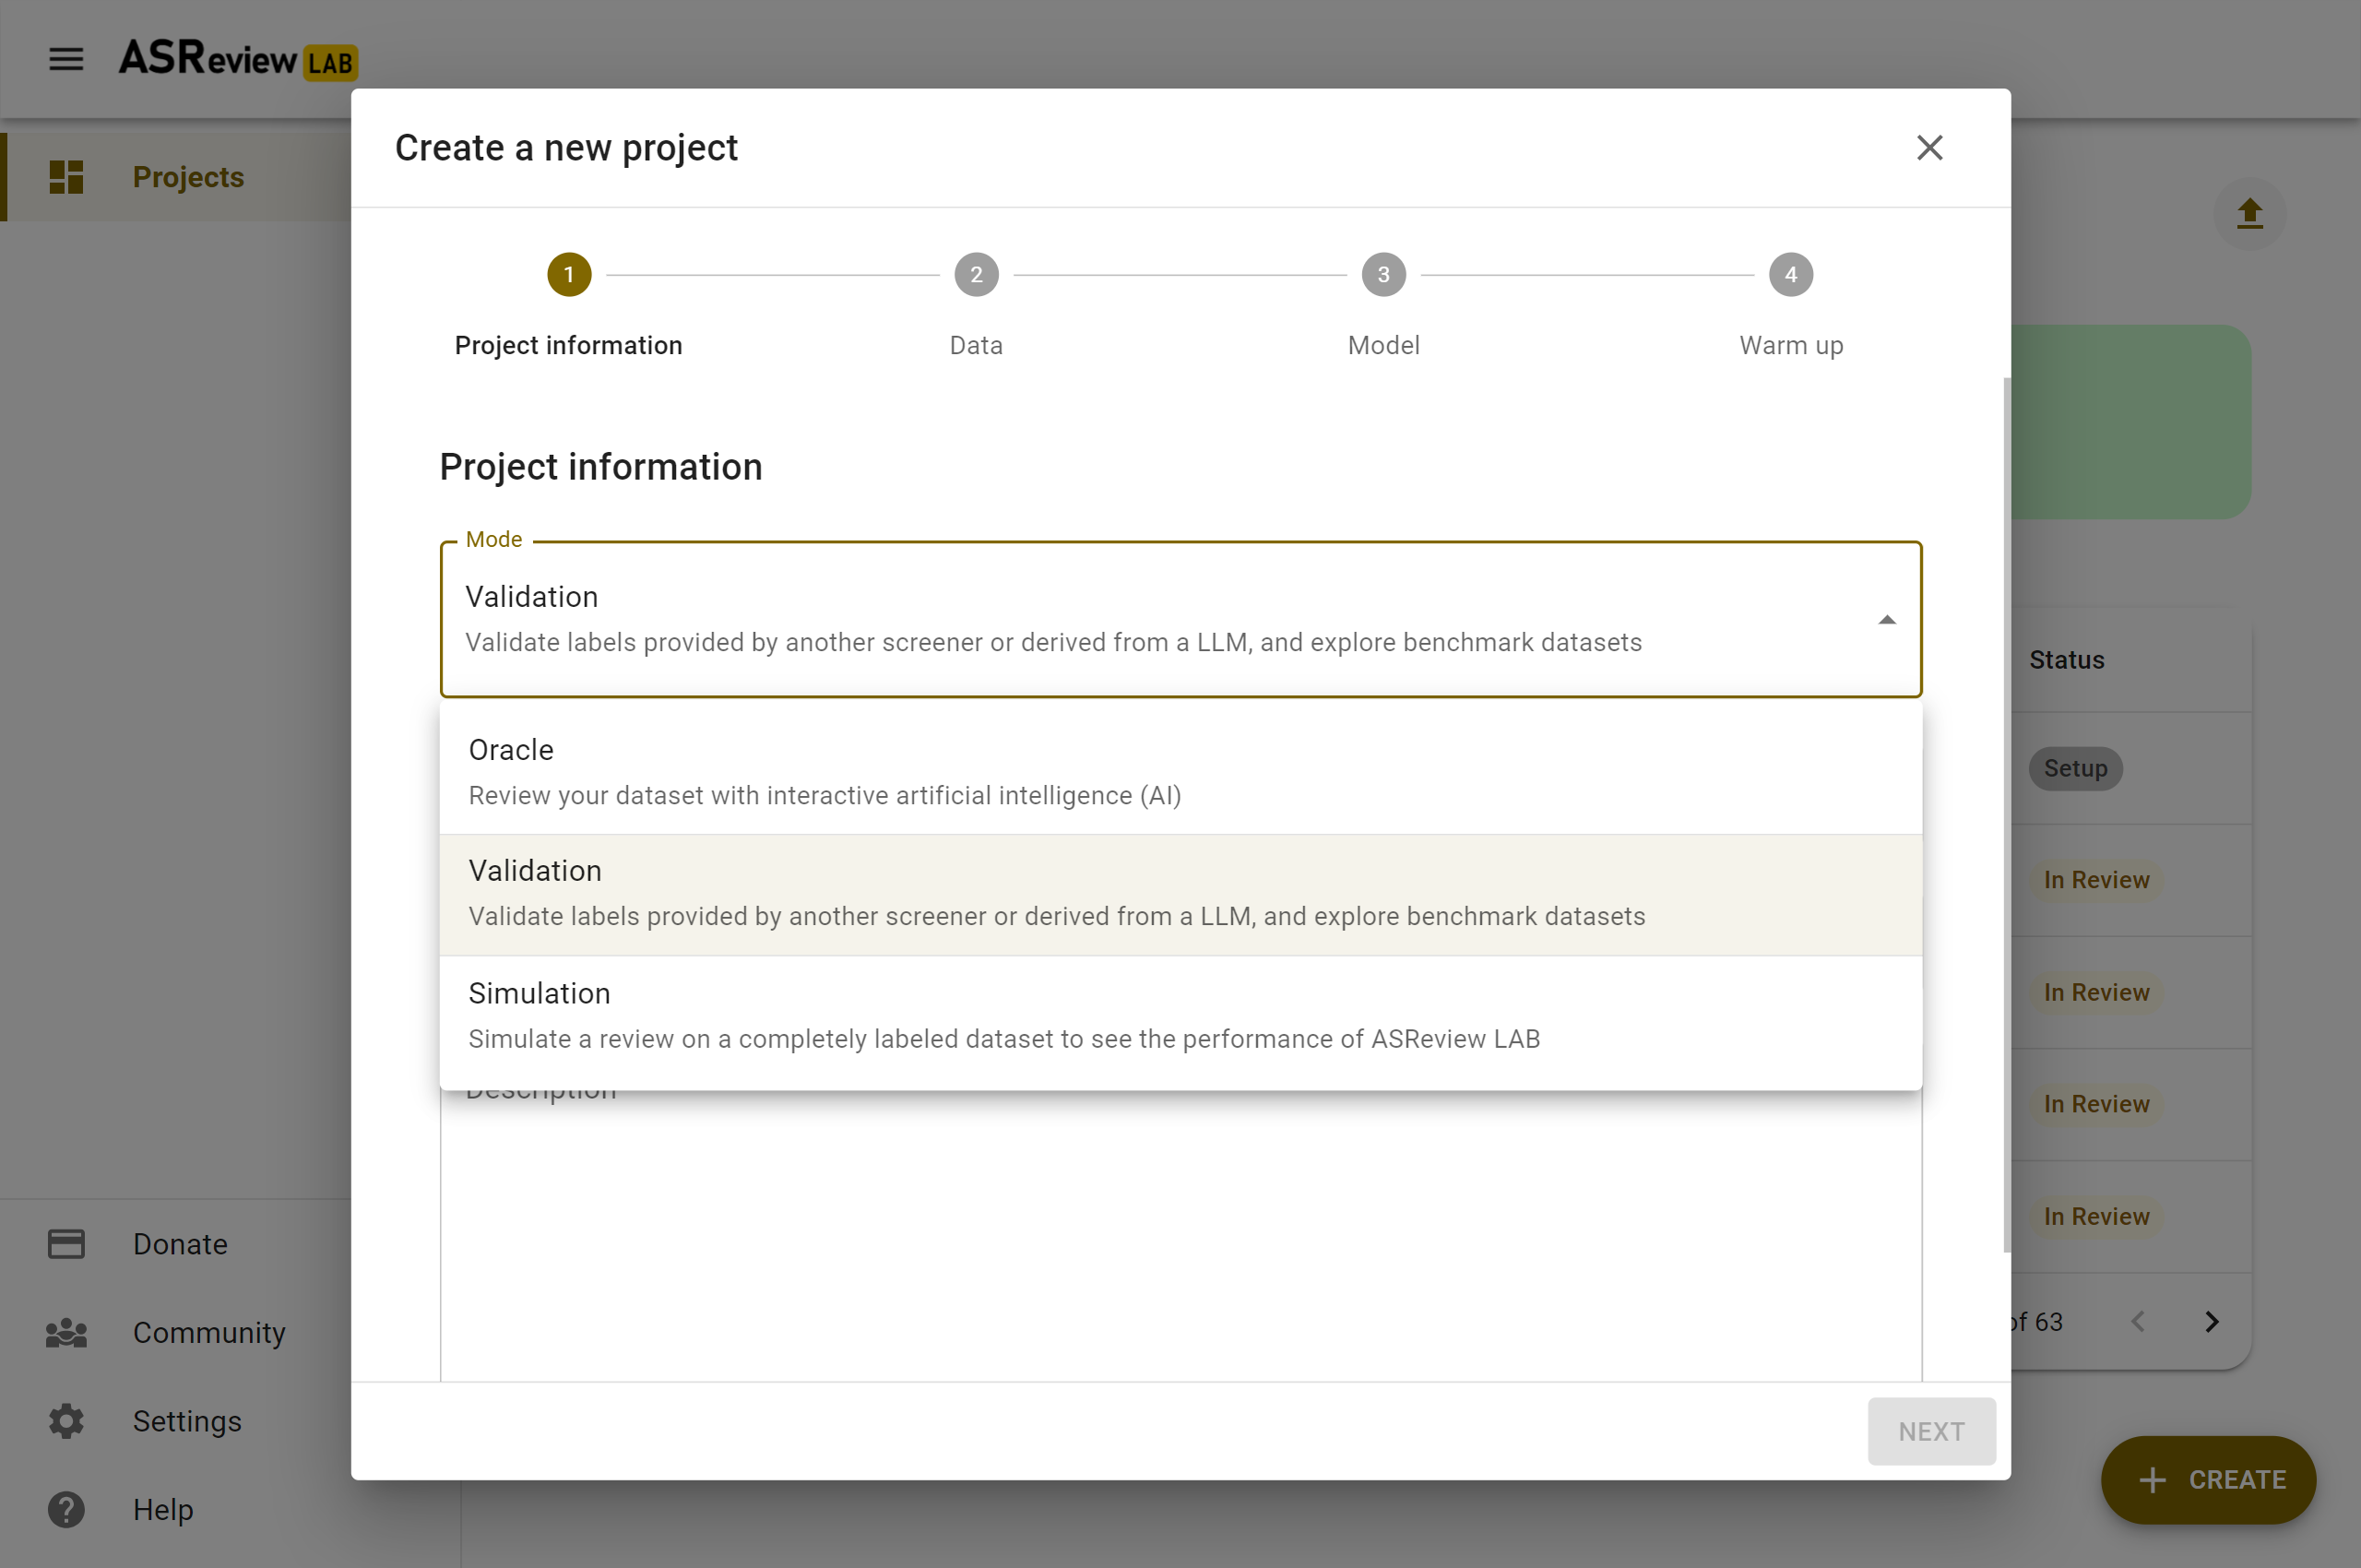 ASReview LAB
Projects
Create a new project
1
2
3
4
Project information
Data
Model
Warm up
Project information
Mode
Validation
Validate labels provided by another screener or derived from a LLM, and explore benchmark datasets
Oracle
Review your dataset with interactive artificial intelligence (AI)
Validation
Validate labels provided by another screener or derived from a LLM, and explore benchmark datasets
Simulation
Simulate a review on a completely labeled dataset to see the performance of ASReview LAB
Description
Status
Setup
In Review
In Review
In Review
In Review
of 63
Donate
Community
Settings
Help
NEXT
CREATE